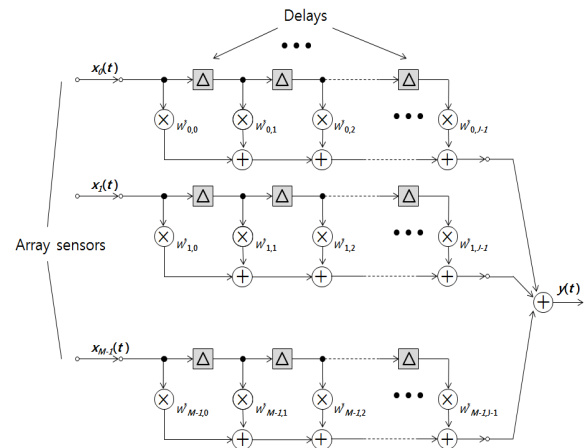 Delays
x0(t)
Δ Δ Δ
× × × ×
w*0,0 w*0,1 w*0,2 w*0,J-1
+ + +
x1(t)
Δ Δ Δ
× × × ×
w*1,0 w*1,1 w*1,2 w*1,J-1
+ + +
Array sensors
y(t)
+
xM-1(t)
Δ Δ Δ
× × × ×
w*M-1,0 w*M-1,1 w*M-1,2 w*M-1,J-1
+ + +